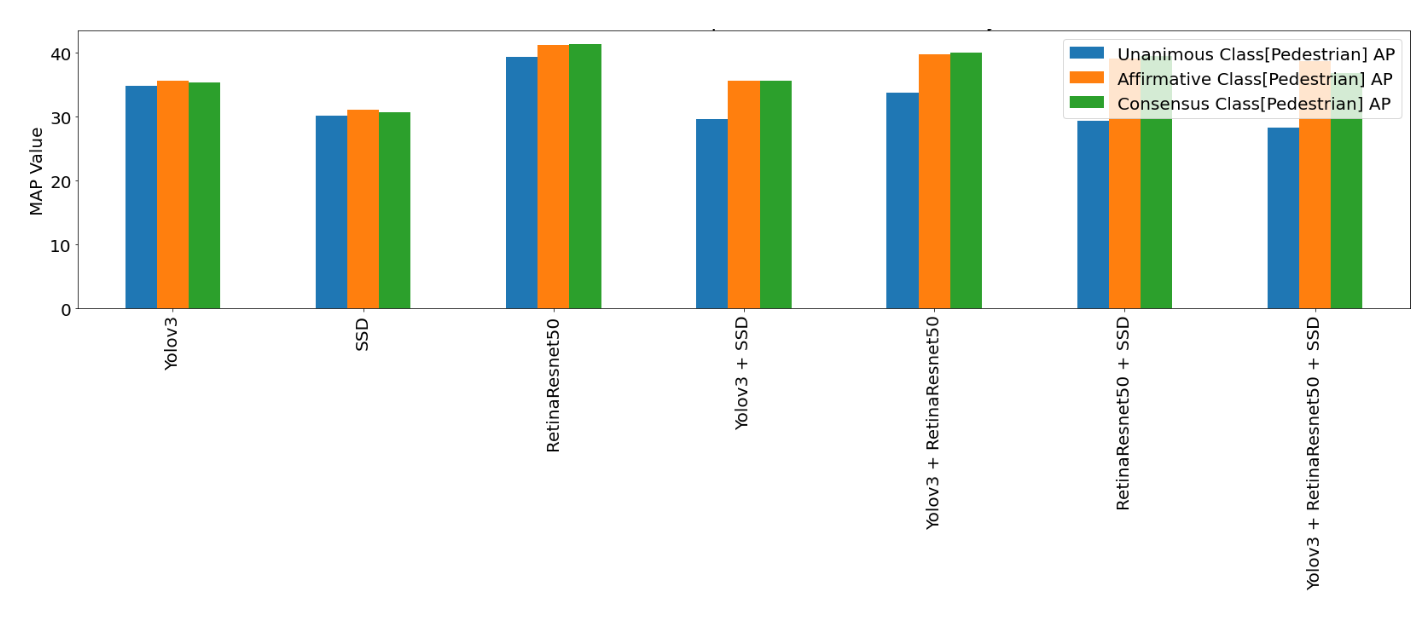 MAP Value
40
30
20
10
0
Unanimous Class[Pedestrian] AP
Affirmative Class[Pedestrian] AP
Consensus Class[Pedestrian] AP
Yolov3
SSD
RetinaResnet50
Yolov3 + SSD
Yolov3 + RetinaResnet50
RetinaResnet50 + SSD
Yolov3 + RetinaResnet50 + SSD